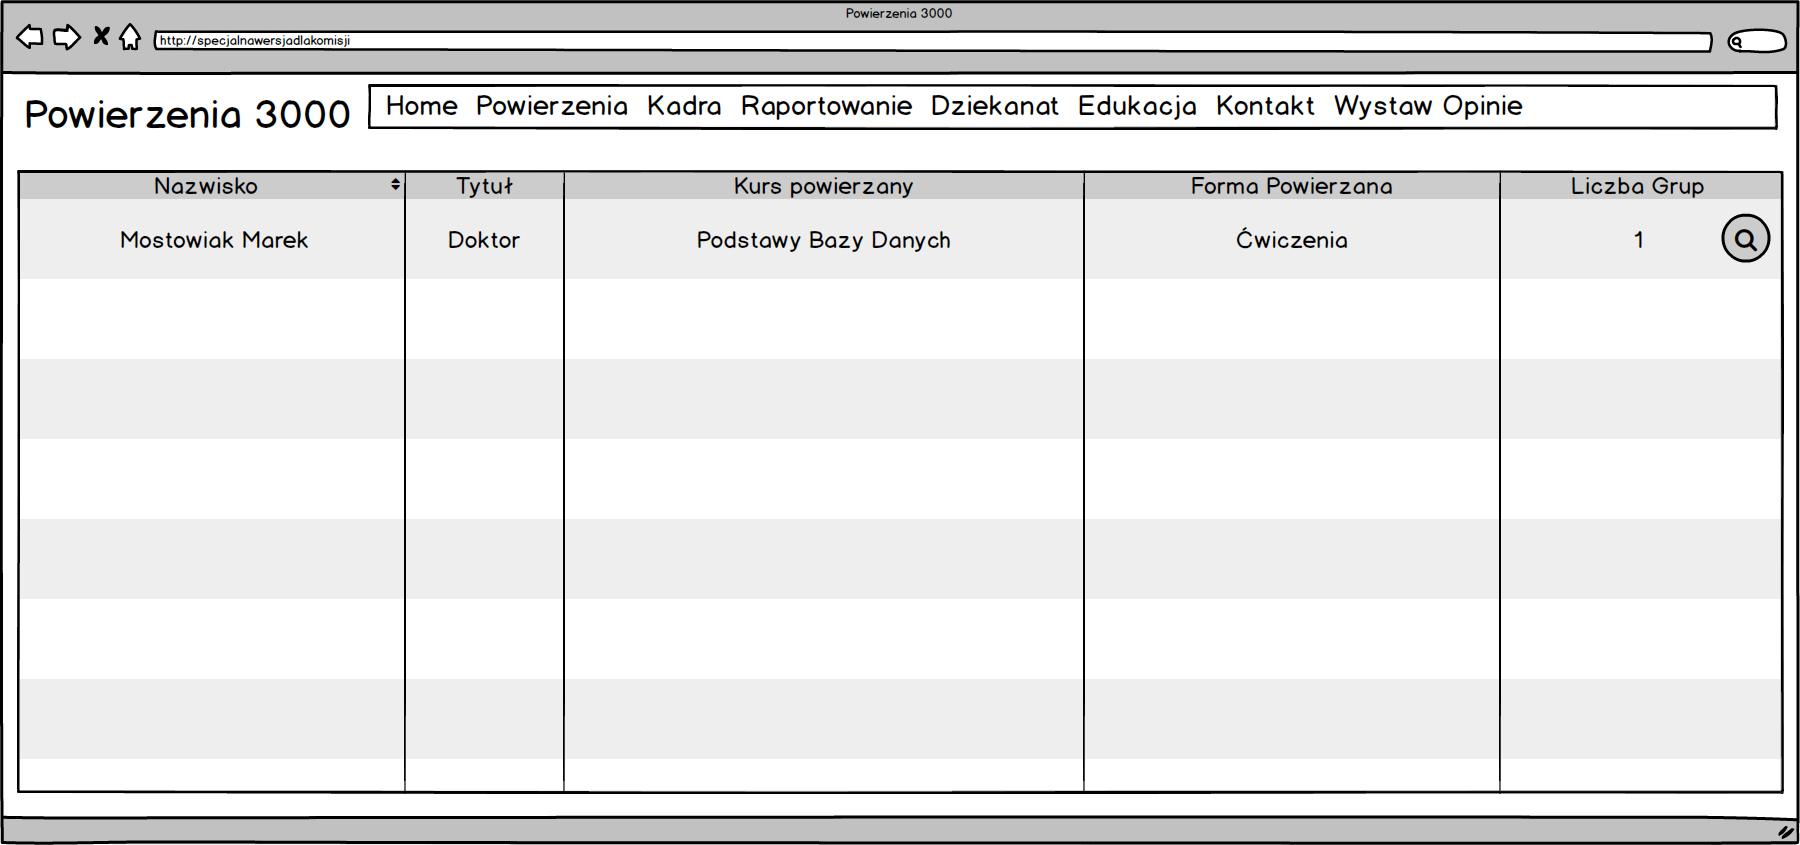 Powierzenia 3000
http://specjalnawersjadlakomisji
Powierzenia 3000
Home Powierzenia Kadra Raportowanie Dziekanat Edukacja Kontakt Wystaw Opinie
Nazwisko Tytuł Kurs powierzany Forma Powierzana Liczba Grup
Mostowiak Marek Doktor Podstawy Bazy Danych Ćwiczenia 1